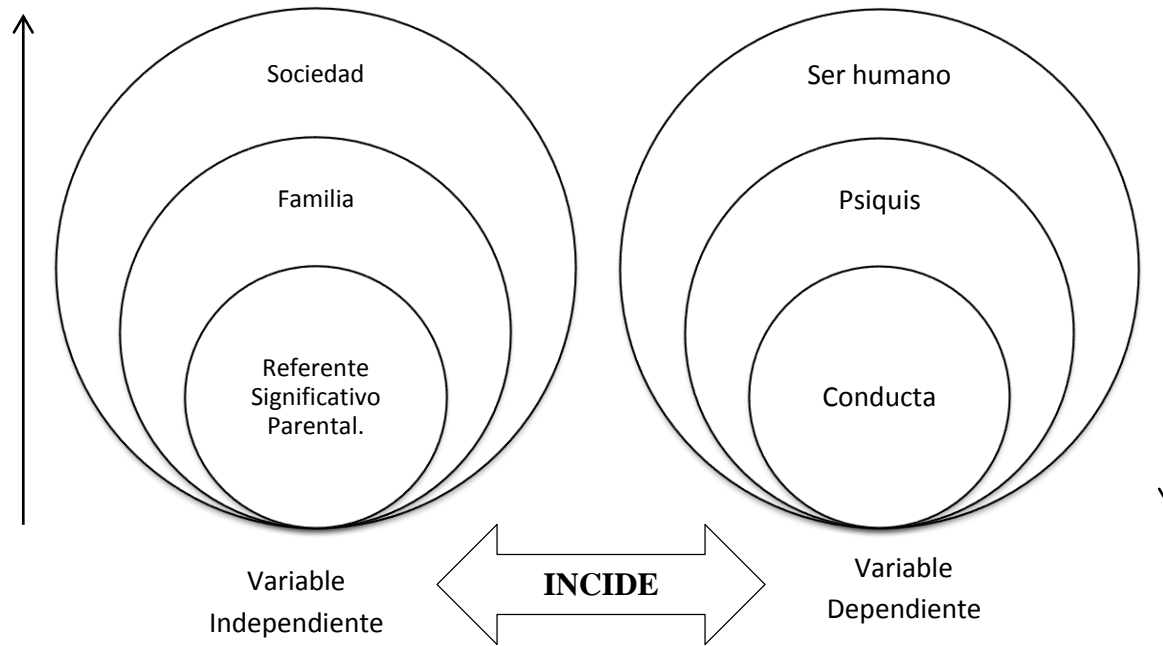 Sociedad
Familia
Referente
Significativo
Parental.
Ser humano
Psiquis
Conducta
Variable
Independiente
INCIDE
Variable
Dependiente